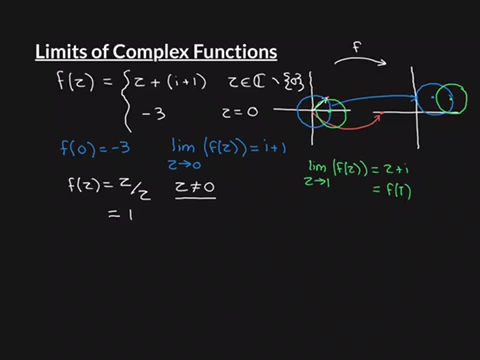 Limits of Complex Functions
f
f(z) = { z + (i+1) z∈ℂ \ {0}
-3 z=0
f(0) = -3 lim (f(z)) = i+1
z→0
lim (f(z)) = 2+i
z→1
= f(1)
f(z) = z/z z≠0
= 1